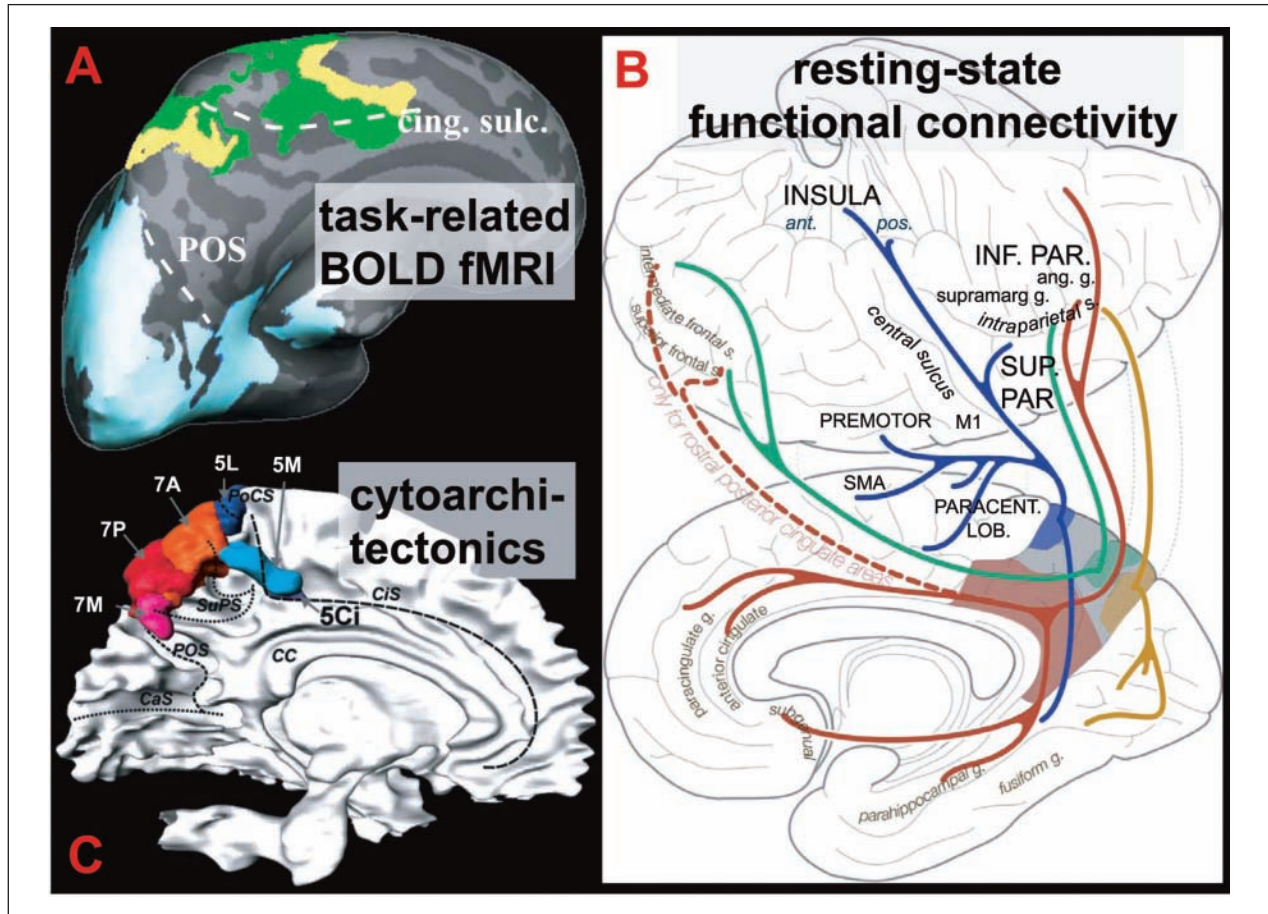 A
cing. sulc.
task-related
BOLD fMRI
POS
B
resting-state
functional connectivity
INSULA
ant.
pos.
INF. PAR.
ang. g.
supramarg g.
intraparietal s.
intermediate frontal s.
superior frontal s.
central sulcus
SUP.
PAR
only for rostral posterior cinguate areas
PREMOTOR
M1
SMA
PARACENT.
LOB.
paracingulate g.
anterior cingulate
subgenual
parahippocampal g.
fusiform g.
5L
5M
7A
PoCS
cytoarchi-
tectonics
7P
7M
SuPS
CiS
5Ci
POS
CC
CaS
C